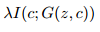 λI(c; G(z, c))